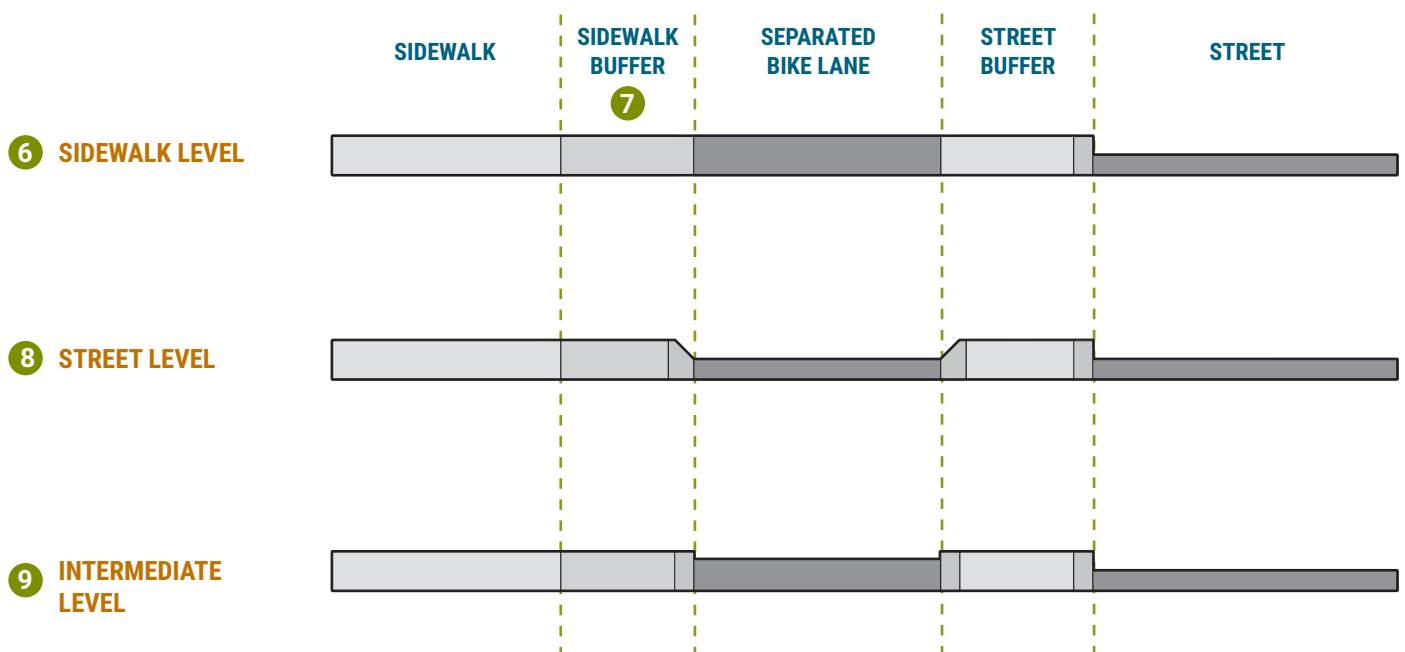 SIDEWALK
SIDEWALK
BUFFER
7
SEPARATED
BIKE LANE
STREET
BUFFER
STREET
6 SIDEWALK LEVEL
8 STREET LEVEL
9 INTERMEDIATE
LEVEL